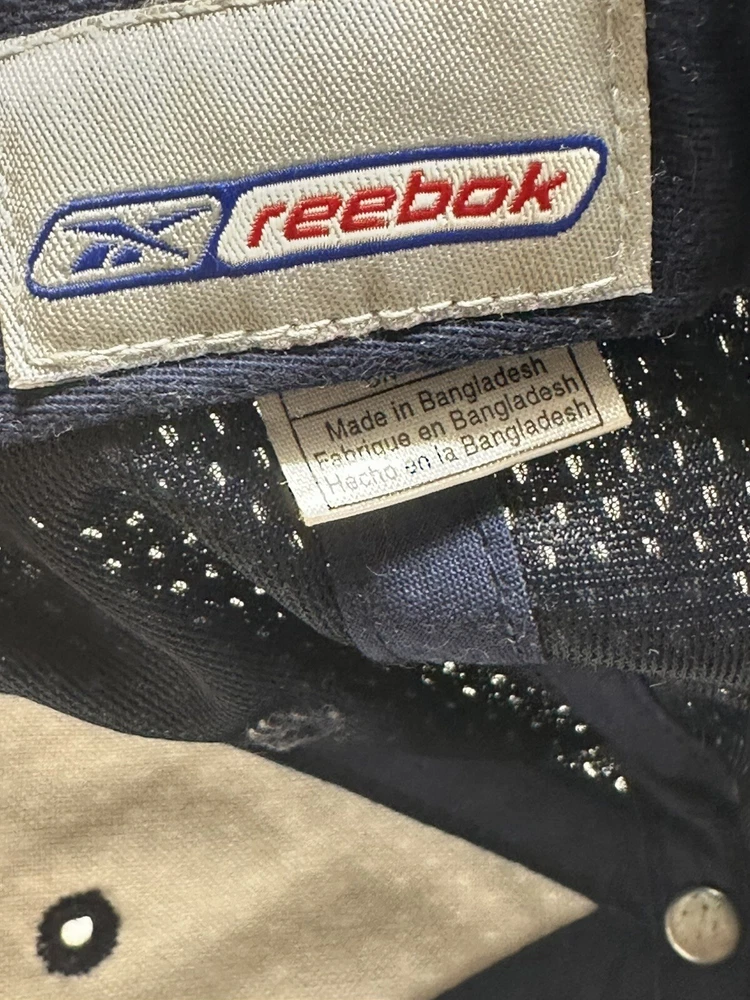 reebok
Made in Bangladesh
Fabrique en Bangladesh
Hecho en la Bangladesh